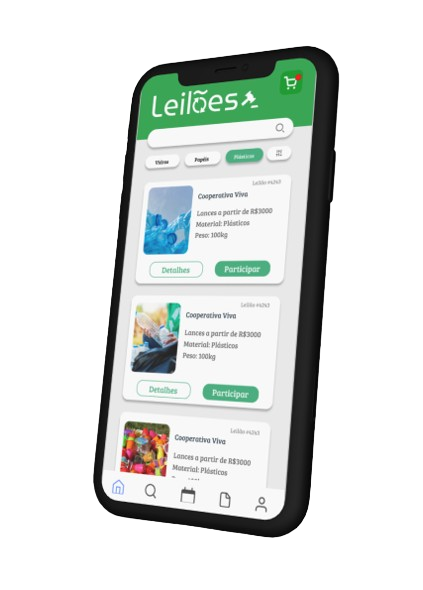 Leilões
Vidros
Papéis
Plásticos
Leilão #4263
Cooperativa Viva
Lances a partir de R$3000
Material: Plásticos
Peso: 100kg
Detalhes
Participar
Leilão #4263
Cooperativa Viva
Lances a partir de R$3000
Material: Plásticos
Peso: 100kg
Detalhes
Participar
Leilão #4263
Cooperativa Viva
Lances a partir de R$3000
Material: Plásticos